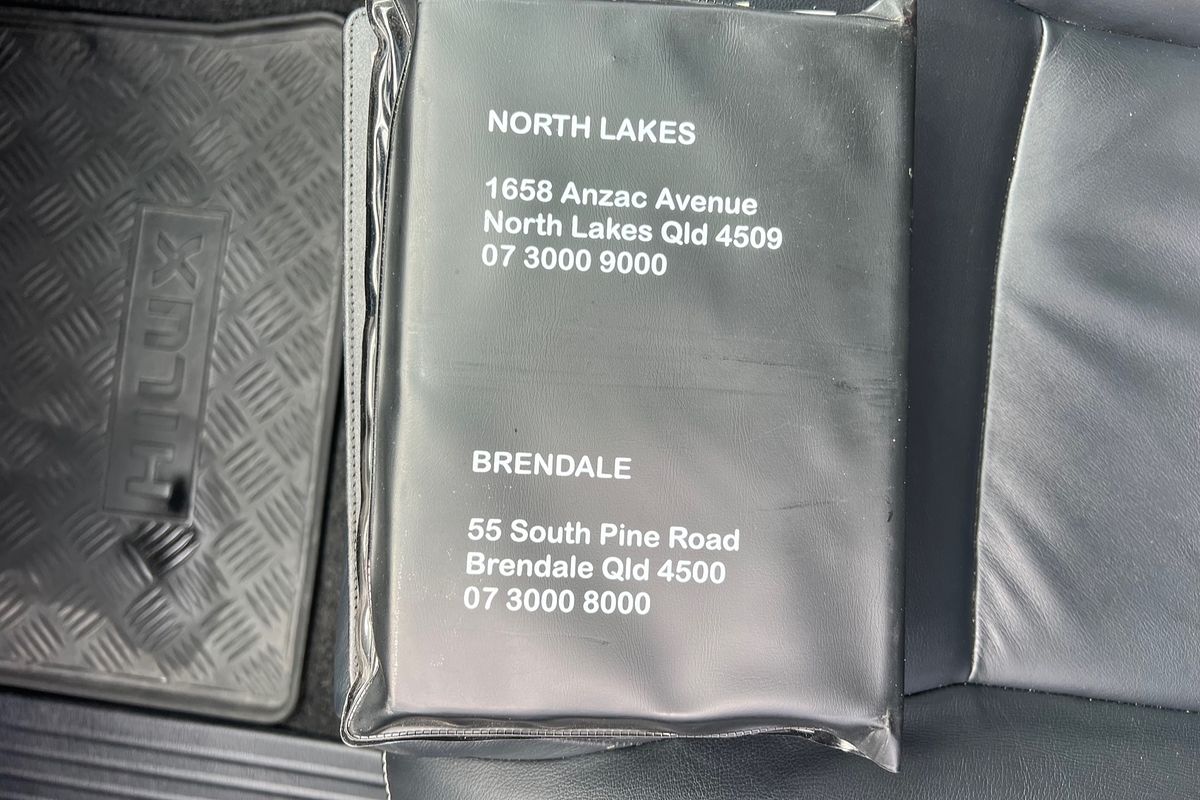 HILUX
NORTH LAKES
1658 Anzac Avenue
North Lakes Qld 4509
07 3000 9000
BRENDALE
55 South Pine Road
Brendale Qld 4500
07 3000 8000